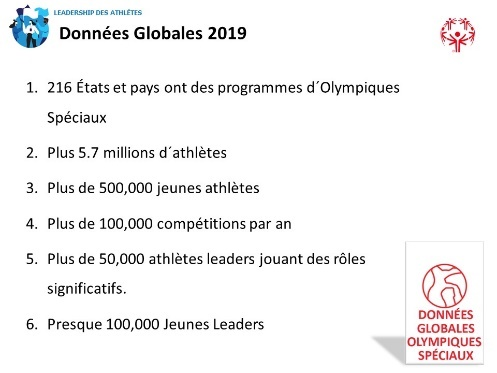 LEADERSHIP DES ATHLÈTES
Données Globales 2019
1. 216 États et pays ont des programmes d´Olympiques
Spéciaux
2. Plus 5.7 millions d´athlètes
3. Plus de 500,000 jeunes athlètes
4. Plus de 100,000 compétitions par an
5. Plus de 50,000 athlètes leaders jouant des rôles
significatifs.
6. Presque 100,000 Jeunes Leaders
DONNÉES
GLOBALES
OLYMPIQUES
SPÉCIAUX